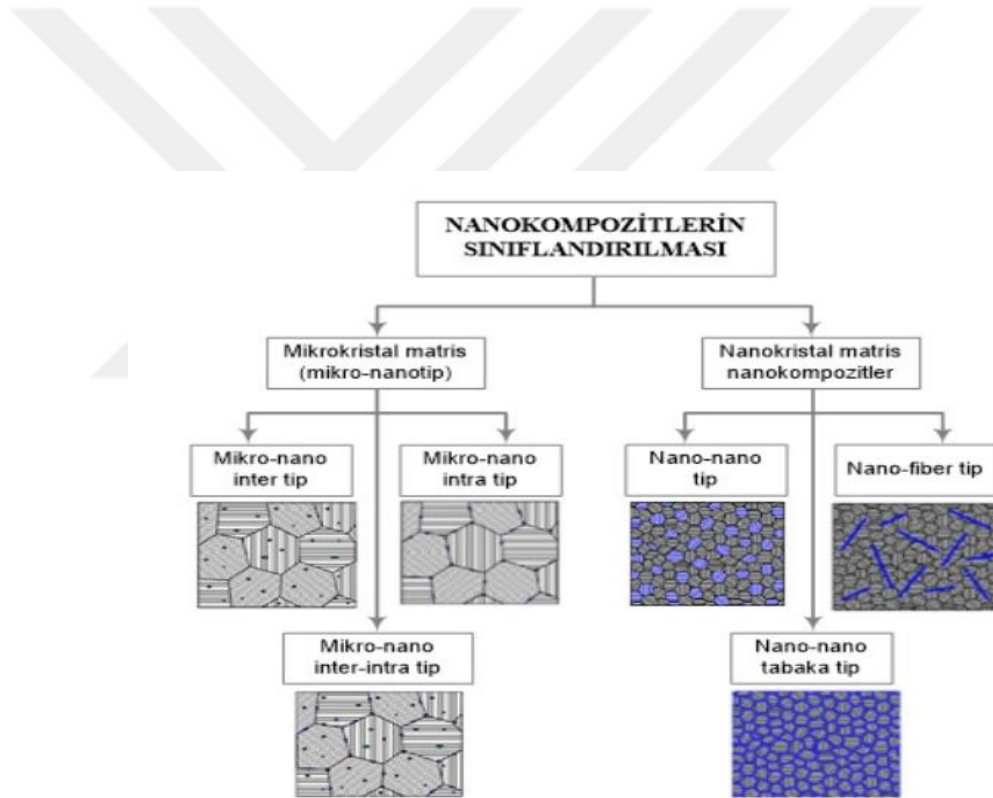 NANOKOMPOZİTLERİN
SINIFLANDIRILMASI
Mikrokristal matris
(mikro-nanotip)
Nanokristal matris
nanokompozitler
Mikro-nano
inter tip
Mikro-nano
intra tip
Nano-nano
tip
Nano-fiber tip
Mikro-nano
inter-intra tip
Nano-nano
tabaka tip